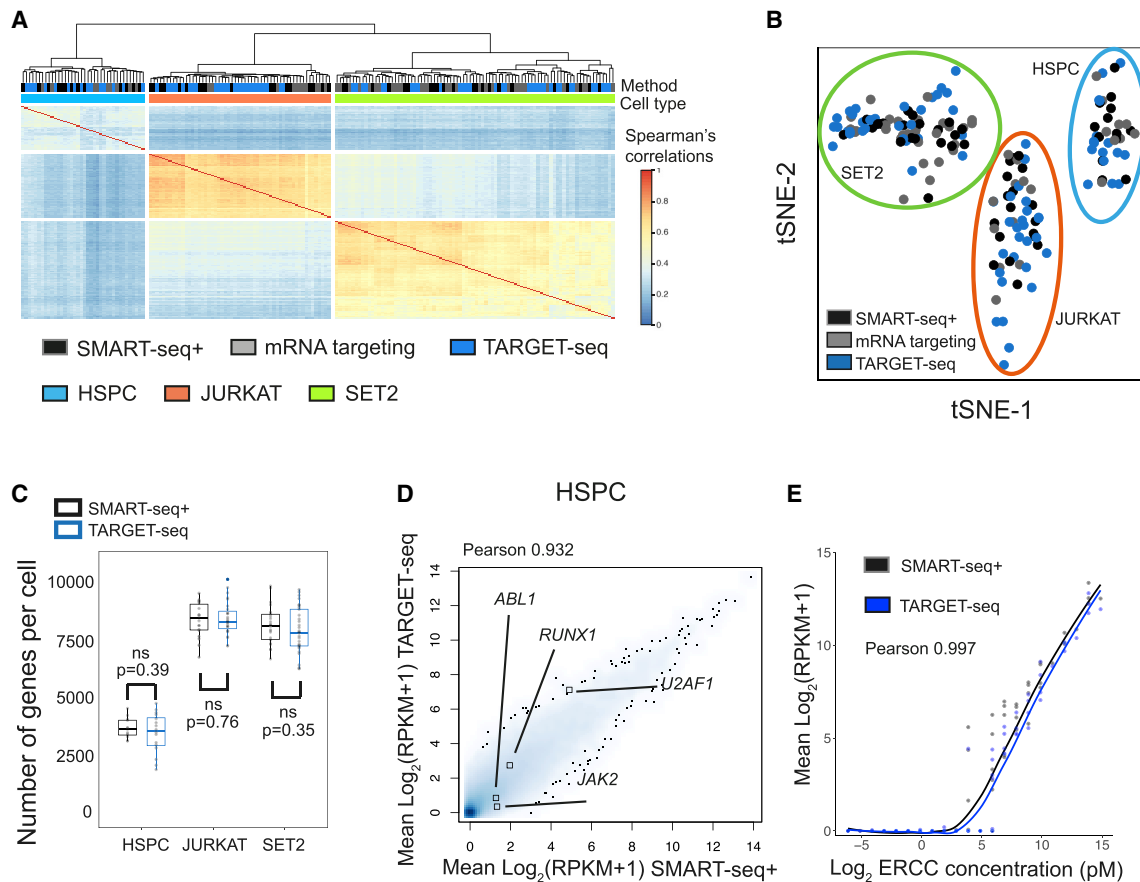 A
Method
Cell type
Spearman's
correlations
1
0.8
0.6
0.4
0.2
0
SMART-seq+
mRNA targeting
TARGET-seq
HSPC
JURKAT
SET2
B
tSNE-2
HSPC
SET2
JURKAT
SMART-seq+
mRNA targeting
TARGET-seq
tSNE-1
C
SMART-seq+
TARGET-seq
Number of genes per cell
10000
7500
5000
2500
0
ns
p=0.39
ns
p=0.76
ns
p=0.35
HSPC
JURKAT
SET2
D
HSPC
Pearson 0.932
Mean Log2(RPKM+1) TARGET-seq
14
12
10
8
6
4
2
0
ABL1
RUNX1
U2AF1
JAK2
0 2 4 6 8 10 12 14
Mean Log2(RPKM+1) SMART-seq+
E
SMART-seq+
TARGET-seq
Pearson 0.997
Mean Log2(RPKM+1)
15
10
5
0
−5 0 5 10 15
Log2 ERCC concentration (pM)